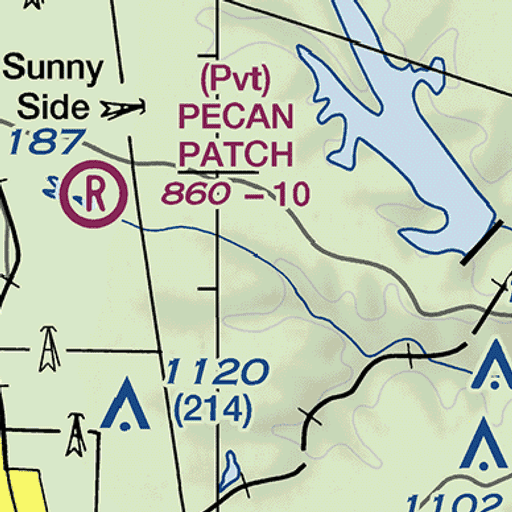 Sunny
Side
187
(Pvt)
PECAN
PATCH
860 – 10
R
1120
(214)
1102